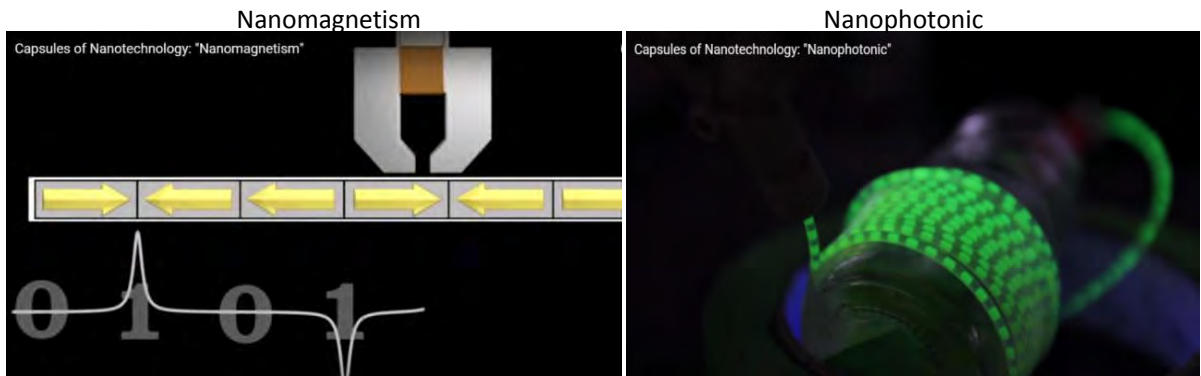 Nanomagnetism
Nanophotonic
Capsules of Nanotechnology: "Nanomagnetism"
Capsules of Nanotechnology: "Nanophotonic"
0 1 0 1